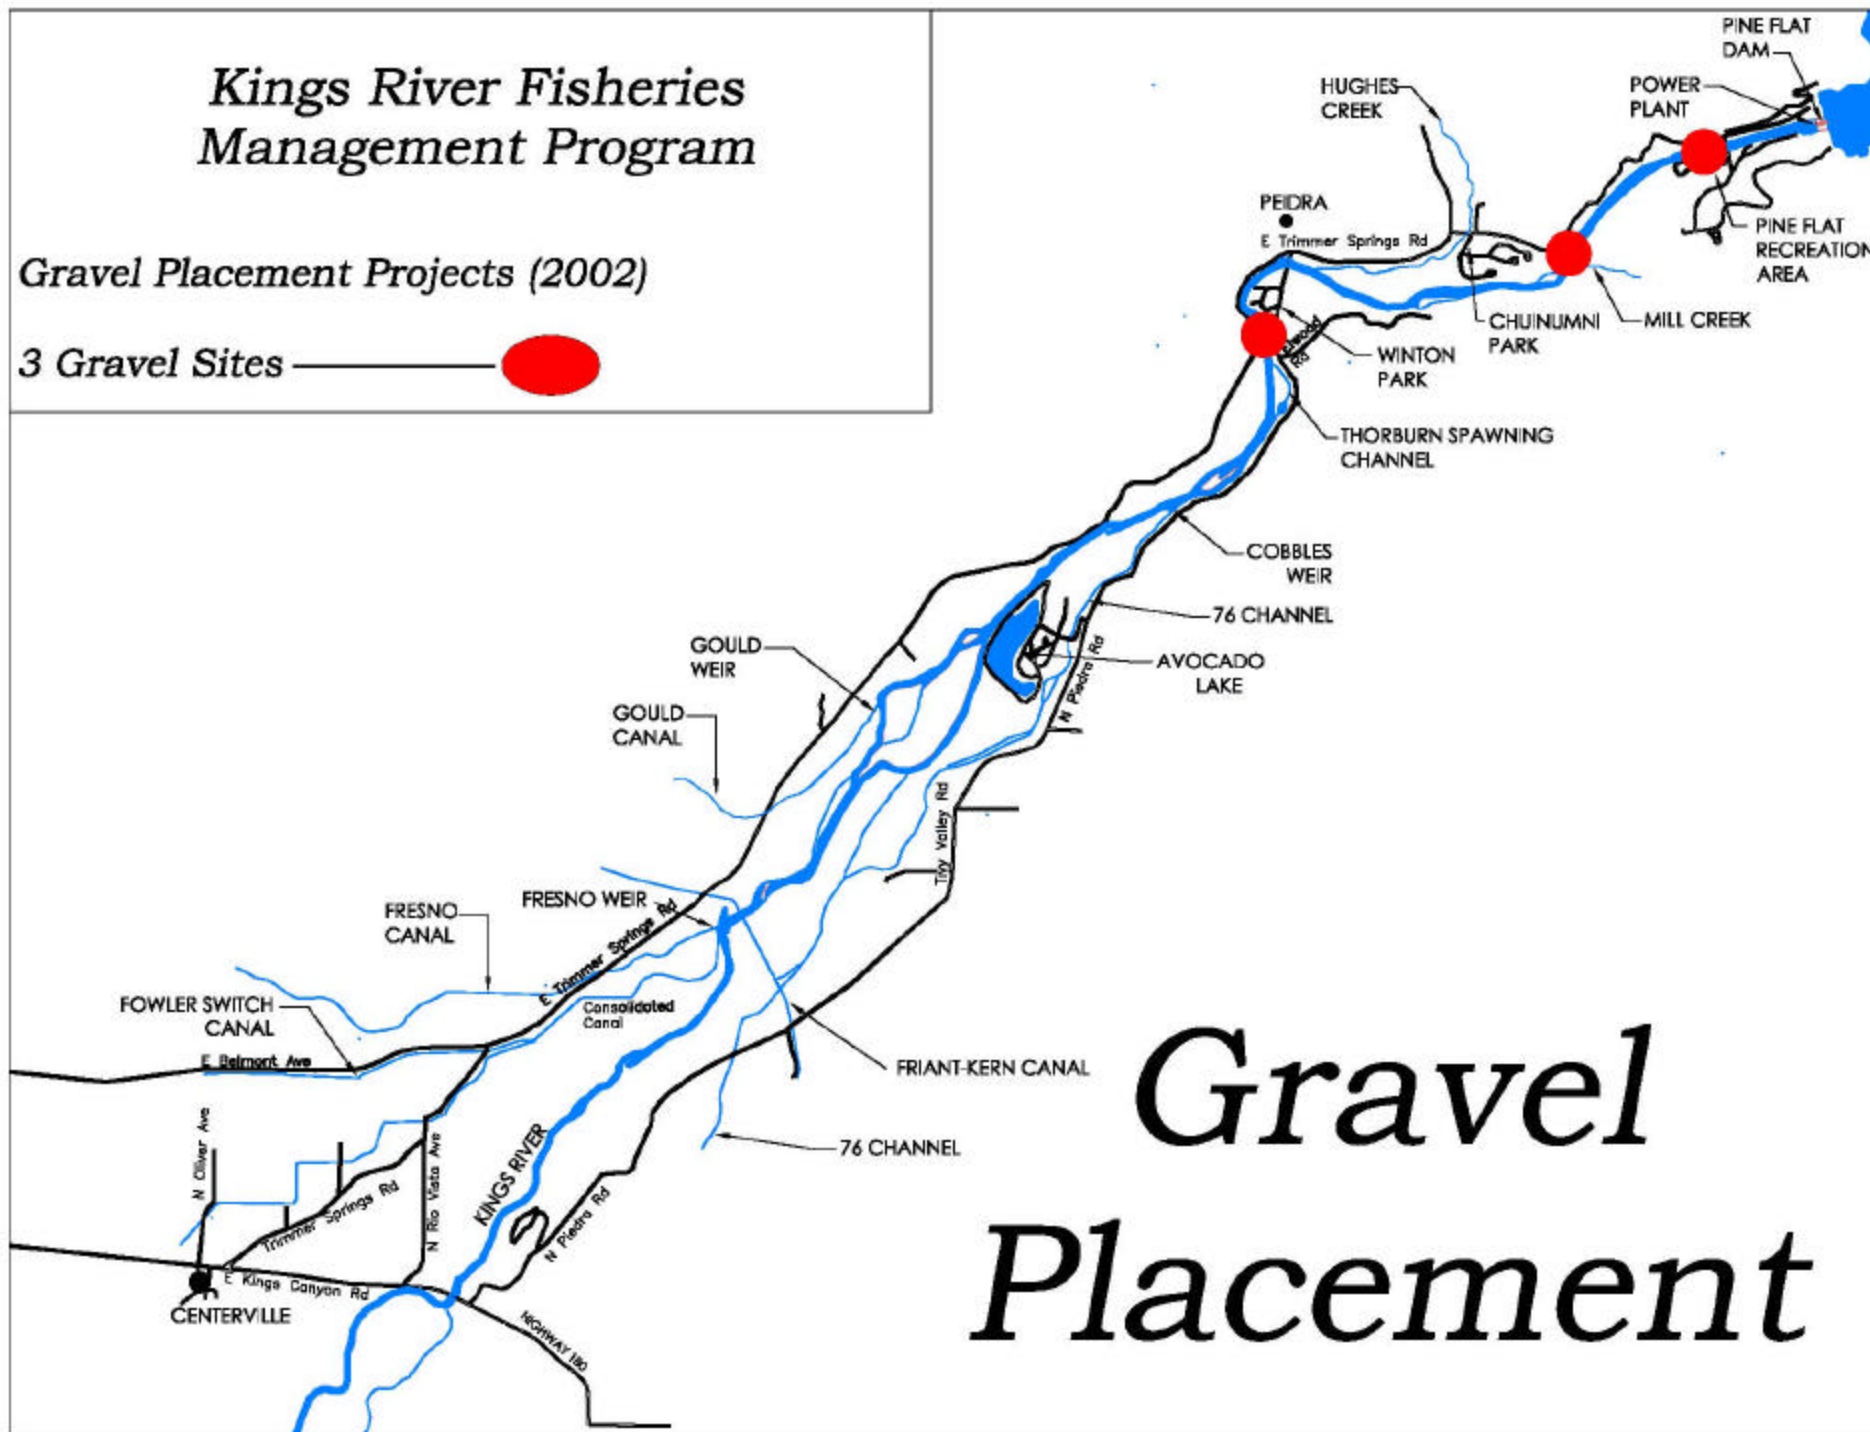 Kings River Fisheries
Management Program
Gravel Placement Projects (2002)
3 Gravel Sites
PINE FLAT
DAM
HUGHES
CREEK
POWER
PLANT
PEIDRA
E Trimmer Springs Rd
PINE FLAT
RECREATION
AREA
CHUINUMNI
PARK
MILL CREEK
Elwood
Rd
WINTON
PARK
THORBURN SPAWNING
CHANNEL
COBBLES
WEIR
76 CHANNEL
GOULD
WEIR
AVOCADO
LAKE
N Piedra Rd
GOULD
CANAL
Tivy Valley Rd
FRESNO WEIR
FRESNO
CANAL
E Trimmer Springs Rd
FOWLER SWITCH
CANAL
Consolidated
Canal
E Belmont Ave
FRIANT-KERN CANAL
76 CHANNEL
N Oliver Ave
N Rio Vista Ave
KINGS RIVER
Trimmer Springs Rd
N Piedra Rd
E Kings Canyon Rd
CENTERVILLE
HIGHWAY 180
Gravel
Placement